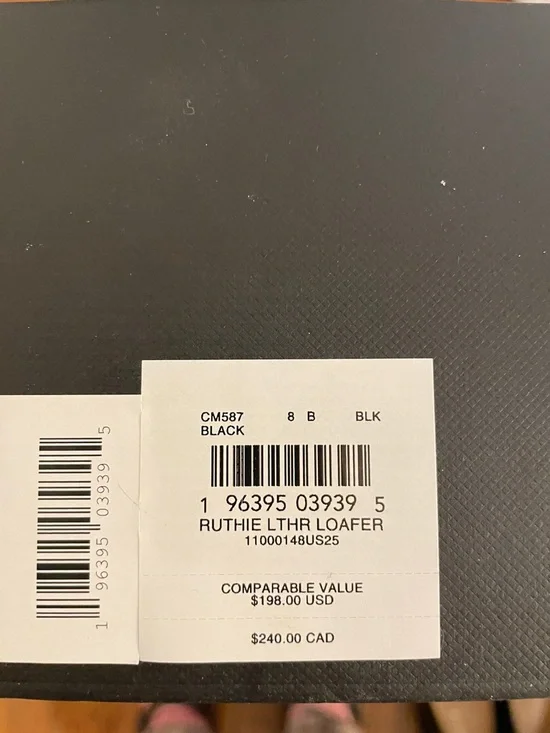 CM587 8 B BLK
BLACK
1 96395 03939 5
RUTHIE LTHR LOAFER
11000148US25
COMPARABLE VALUE
$198.00 USD
$240.00 CAD
1 96395 03939 5